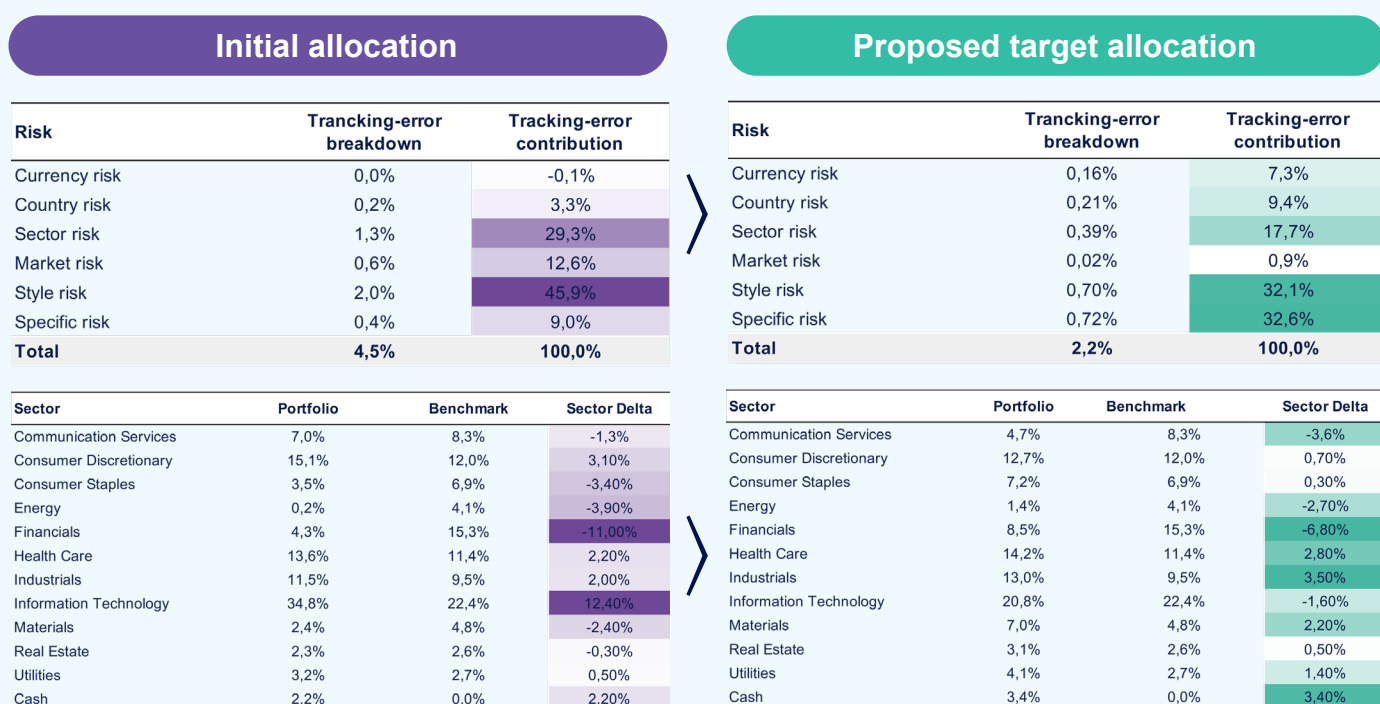 Initial allocation
Risk Trancking-error breakdown Tracking-error contribution
Currency risk 0,0% -0,1%
Country risk 0,2% 3,3%
Sector risk 1,3% 29,3%
Market risk 0,6% 12,6%
Style risk 2,0% 45,9%
Specific risk 0,4% 9,0%
Total 4,5% 100,0%
Sector Portfolio Benchmark Sector Delta
Communication Services 7,0% 8,3% -1,3%
Consumer Discretionary 15,1% 12,0% 3,10%
Consumer Staples 3,5% 6,9% -3,40%
Energy 0,2% 4,1% -3,90%
Financials 4,3% 15,3% -11,00%
Health Care 13,6% 11,4% 2,20%
Industrials 11,5% 9,5% 2,00%
Information Technology 34,8% 22,4% 12,40%
Materials 2,4% 4,8% -2,40%
Real Estate 2,3% 2,6% -0,30%
Utilities 3,2% 2,7% 0,50%
Cash 2,2% 0,0% 2,20%
Proposed target allocation
Risk Trancking-error breakdown Tracking-error contribution
Currency risk 0,16% 7,3%
Country risk 0,21% 9,4%
Sector risk 0,39% 17,7%
Market risk 0,02% 0,9%
Style risk 0,70% 32,1%
Specific risk 0,72% 32,6%
Total 2,2% 100,0%
Sector Portfolio Benchmark Sector Delta
Communication Services 4,7% 8,3% -3,6%
Consumer Discretionary 12,7% 12,0% 0,70%
Consumer Staples 7,2% 6,9% 0,30%
Energy 1,4% 4,1% -2,70%
Financials 8,5% 15,3% -6,80%
Health Care 14,2% 11,4% 2,80%
Industrials 13,0% 9,5% 3,50%
Information Technology 20,8% 22,4% -1,60%
Materials 7,0% 4,8% 2,20%
Real Estate 3,1% 2,6% 0,50%
Utilities 4,1% 2,7% 1,40%
Cash 3,4% 0,0% 3,40%